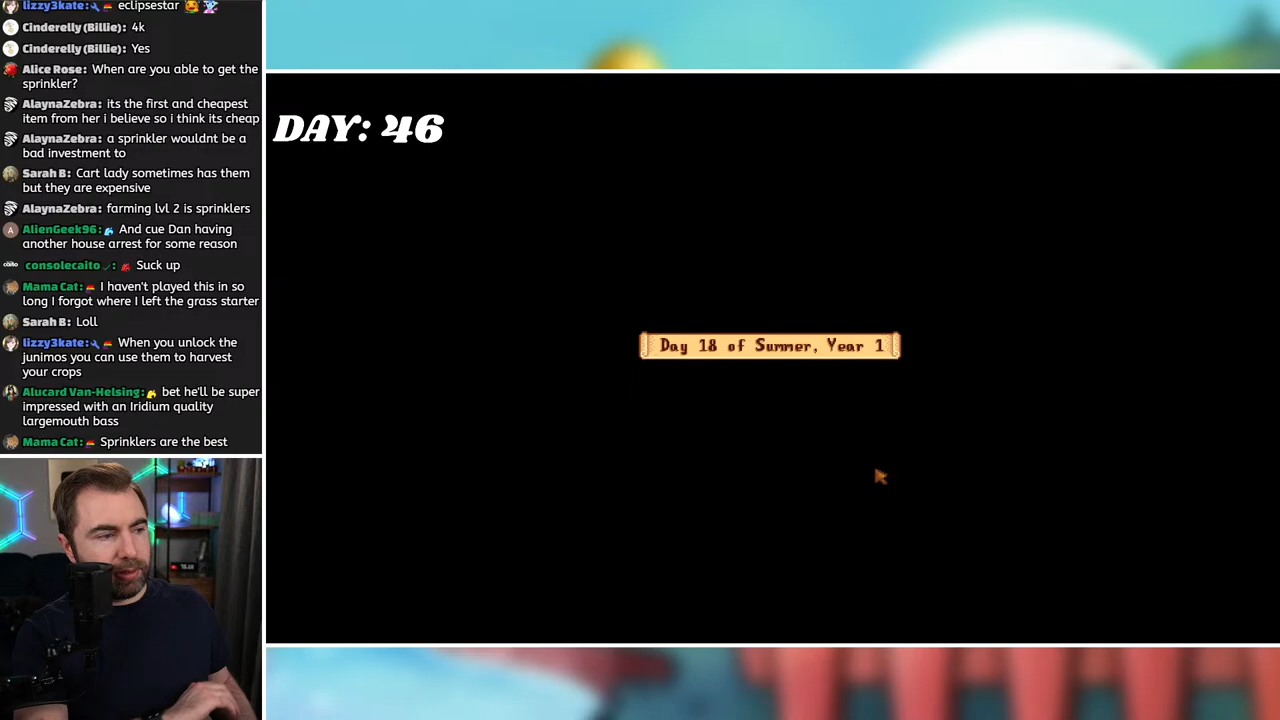 lizzy3kate: eclipsestar
Cinderelly (Billie): 4k
Cinderelly (Billie): Yes
Alice Rose: When are you able to get the
sprinkler?
AlaynaZebra: its the first and cheapest
item from her i believe so i think its cheap
AlaynaZebra: a sprinkler wouldnt be a
bad investment to
Sarah B: Cart lady sometimes has them
but they are expensive
AlaynaZebra: farming lvl 2 is sprinklers
A AlienGeek96: And cue Dan having
another house arrest for some reason
consolecaito: Suck up
Mama Cat: I haven't played this in so
long I forgot where I left the grass starter
Sarah B: Loll
lizzy3kate: When you unlock the
junimos you can use them to harvest
your crops
Alucard Van-Helsing: bet he'll be super
impressed with an Iridium quality
largemouth bass
Mama Cat: Sprinklers are the best
DAY: 46
Day 18 of Summer, Year 1